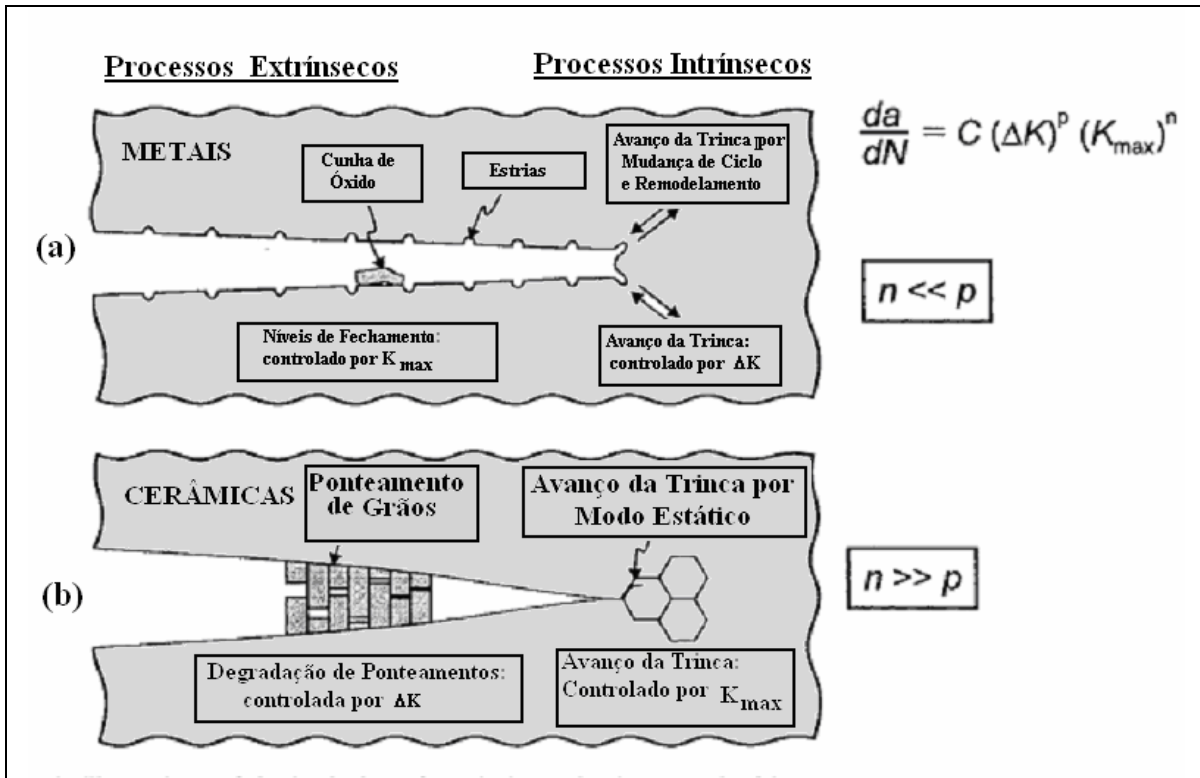 Processos Extrínsecos
Processos Intrínsecos
METAIS
Cunha de
Óxido
Estrias
Avanço da Trinca por
Mudança de Ciclo
e Remodelamento
da/dN = C (ΔK)^p (K_max)^n
(a)
n << p
Níveis de Fechamento:
controlado por K_max
Avanço da Trinca:
controlado por ΔK
CERÂMICAS
Ponteamento
de Grãos
Avanço da Trinca por
Modo Estático
(b)
n >> p
Degradação de Ponteamentos:
controlada por ΔK
Avanço da Trinca:
Controlado por K_max